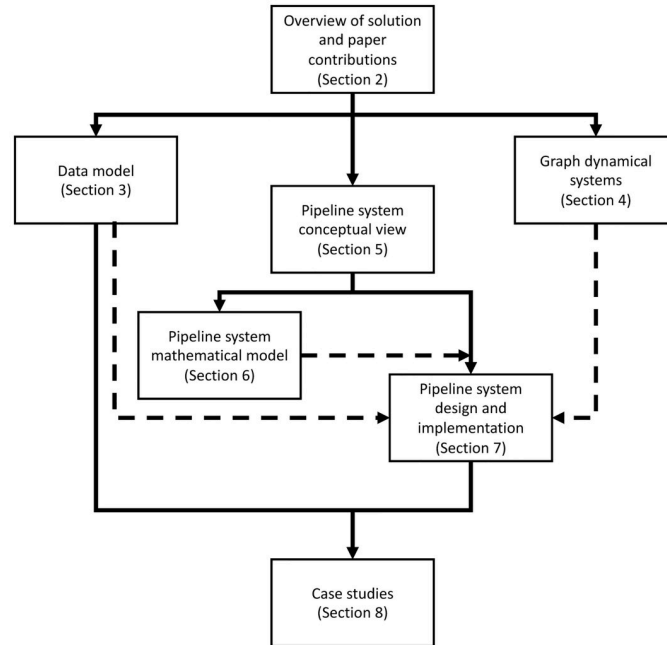 Overview of solution
and paper
contributions
(Section 2)
Data model
(Section 3)
Graph dynamical
systems
(Section 4)
Pipeline system
conceptual view
(Section 5)
Pipeline system
mathematical model
(Section 6)
Pipeline system
design and
implementation
(Section 7)
Case studies
(Section 8)